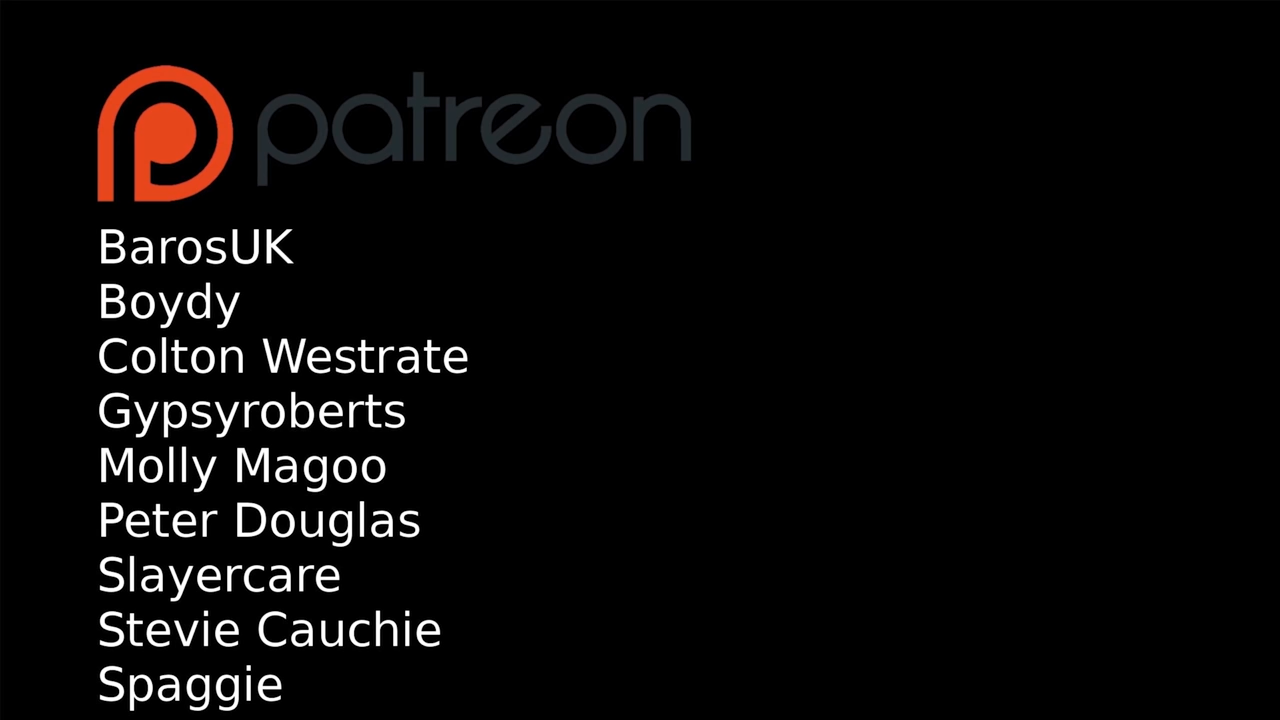 patreon
BarosUK
Boydy
Colton Westrate
Gypsyroberts
Molly Magoo
Peter Douglas
Slayercare
Stevie Cauchie
Spaggie